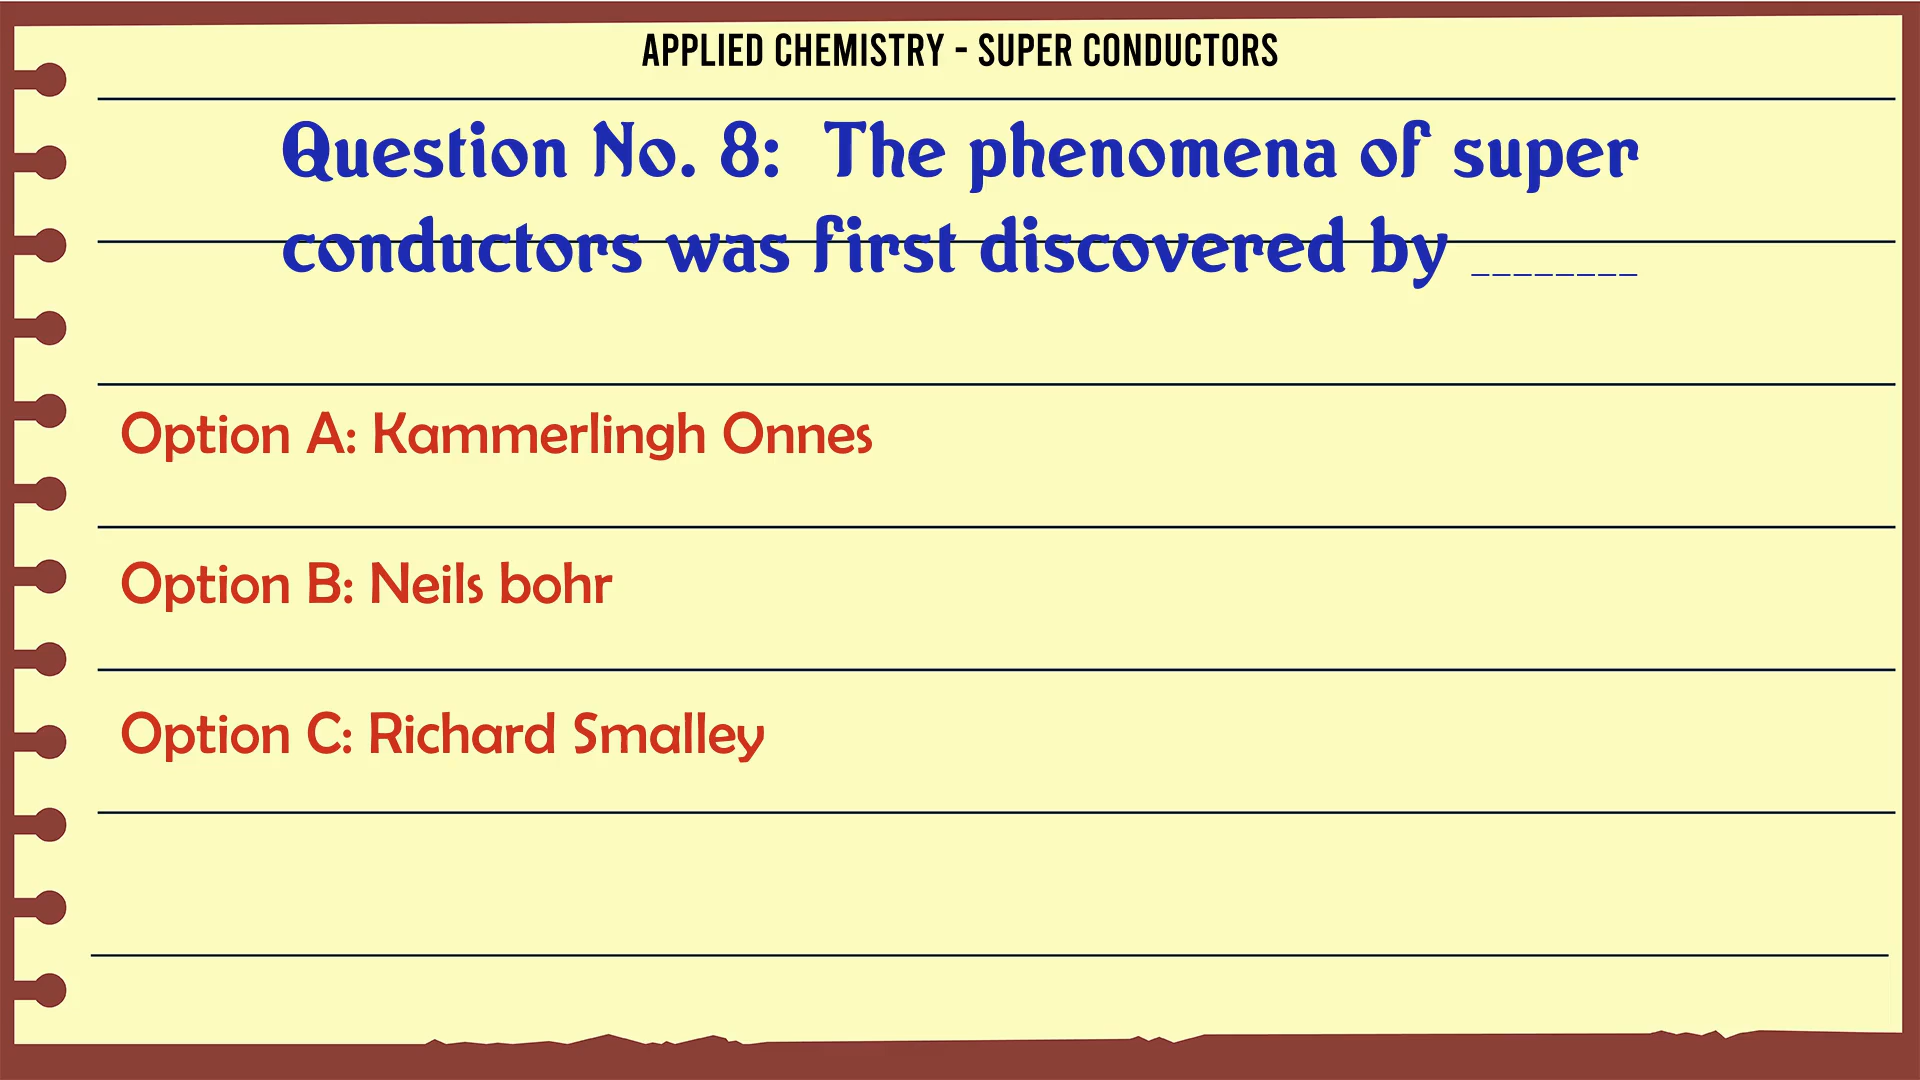 APPLIED CHEMISTRY - SUPER CONDUCTORS
Question No. 8: The phenomena of super
conductors was first discovered by ________
Option A: Kammerlingh Onnes
Option B: Neils bohr
Option C: Richard Smalley